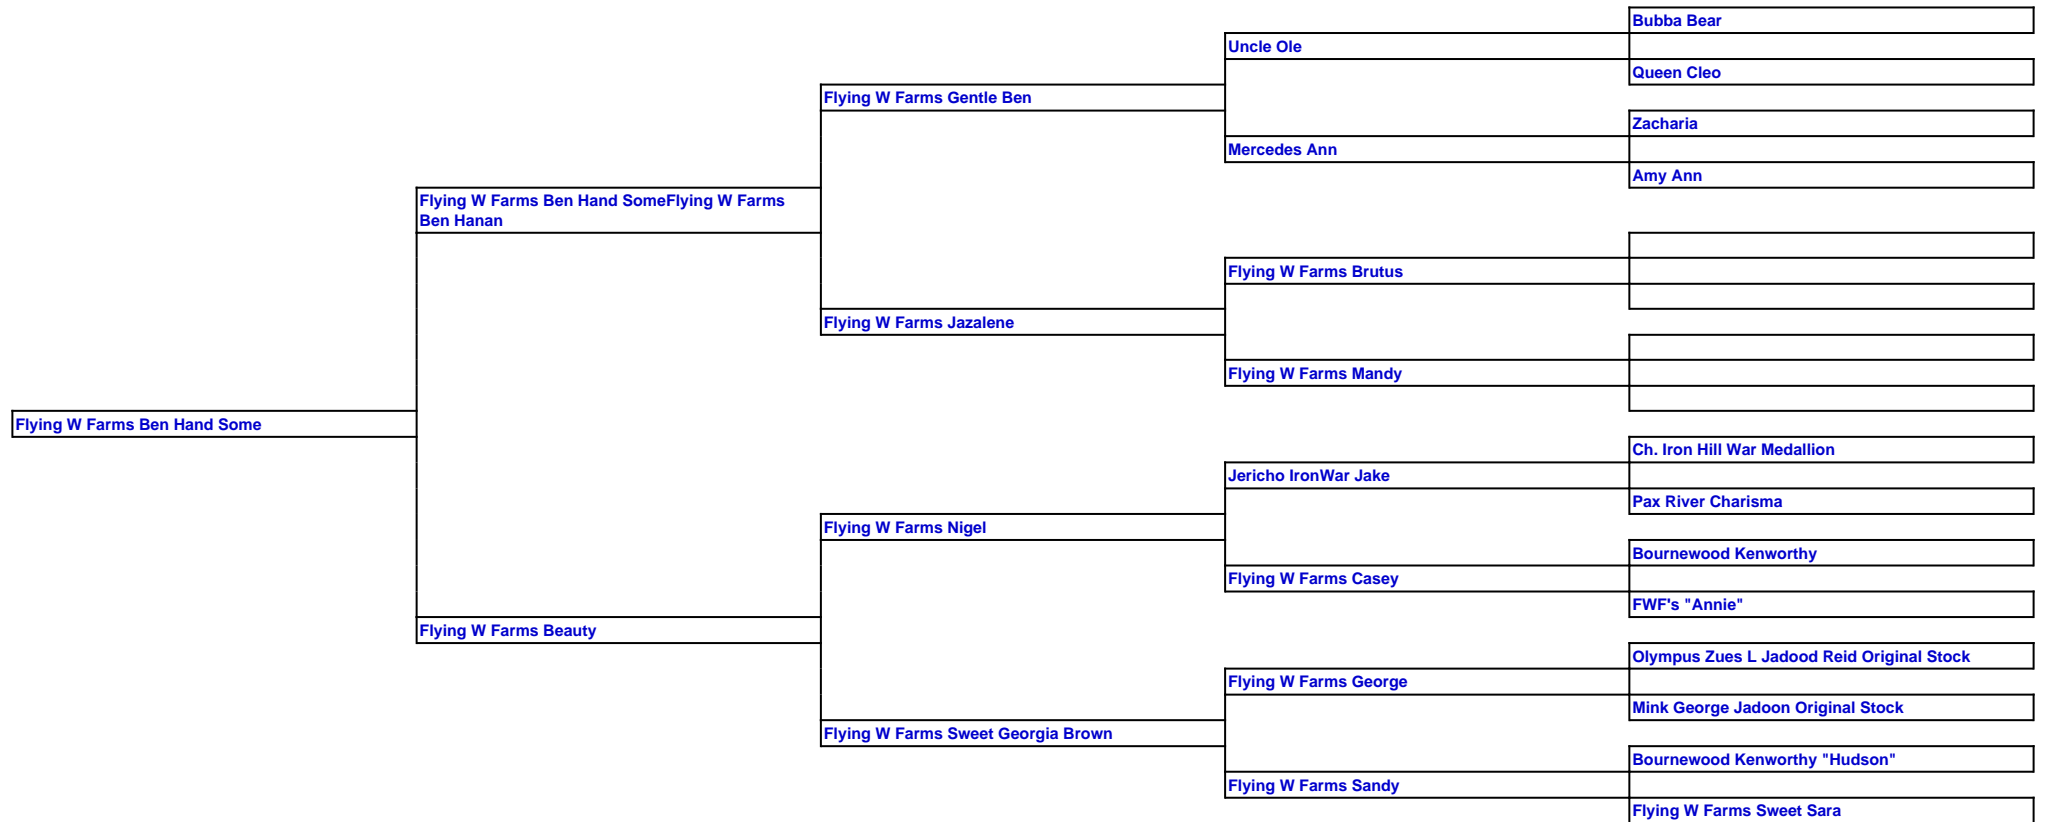 Bubba Bear
Uncle Ole
Queen Cleo
Flying W Farms Gentle Ben
Zacharia
Mercedes Ann
Amy Ann
Flying W Farms Ben Hand SomeFlying W Farms
Ben Hanan
Flying W Farms Brutus
Flying W Farms Jazalene
Flying W Farms Mandy
Flying W Farms Ben Hand Some
Ch. Iron Hill War Medallion
Jericho IronWar Jake
Pax River Charisma
Flying W Farms Nigel
Bournewood Kenworthy
Flying W Farms Casey
FWF's "Annie"
Flying W Farms Beauty
Olympus Zues L Jadood Reid Original Stock
Flying W Farms George
Mink George Jadoon Original Stock
Flying W Farms Sweet Georgia Brown
Bournewood Kenworthy "Hudson"
Flying W Farms Sandy
Flying W Farms Sweet Sara